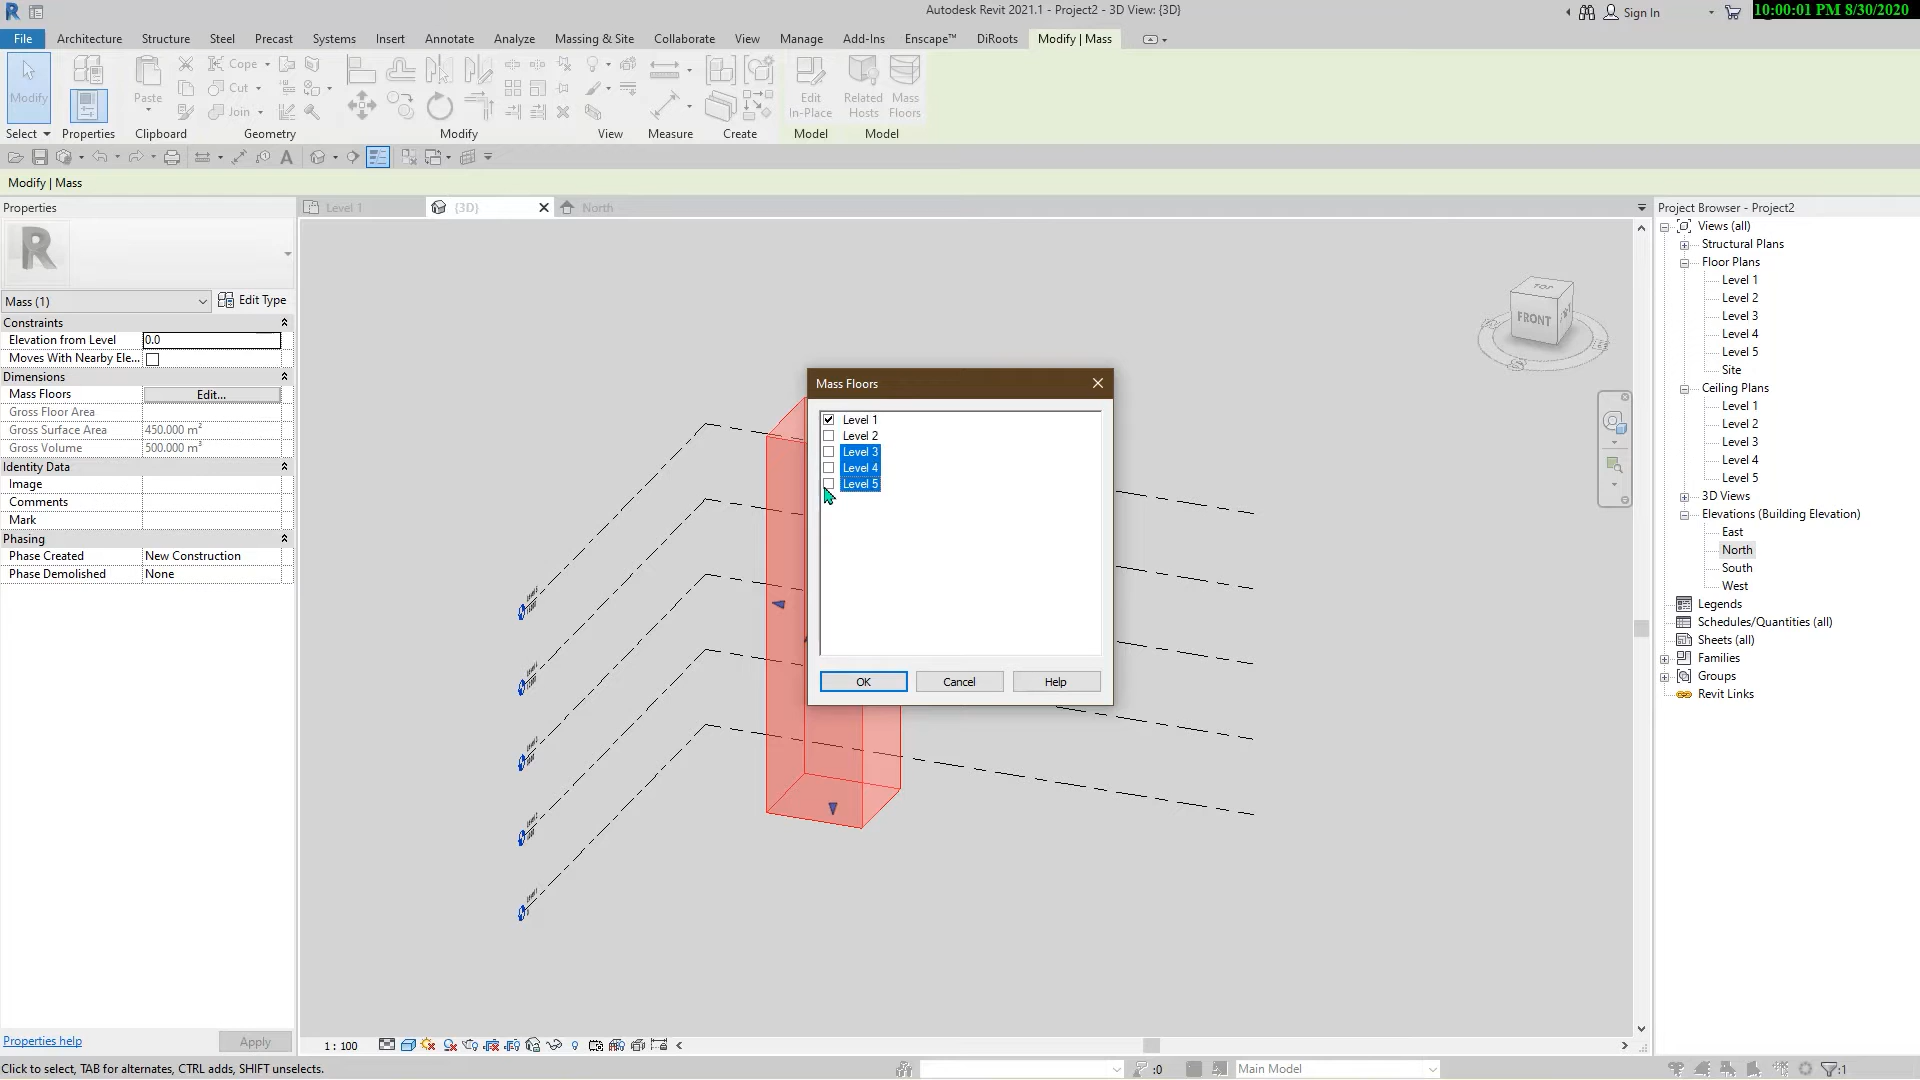 Autodesk Revit 2021.1 - Project2 - 3D View: {3D}
Sign In
10:00:01 PM 8/30/2020
File Architecture Structure Steel Precast Systems Insert Annotate Analyze Massing & Site Collaborate View Manage Add-Ins Enscape™ DiRoots Modify | Mass
Modify
Paste
Cope
Cut
Join
Edit
In-Place
Related
Hosts
Mass
Floors
Select Properties Clipboard Geometry Modify View Measure Create Model Model
Modify | Mass
Properties
Level 1 {3D} North
Project Browser - Project2
Mass (1)
Edit Type
Constraints
Elevation from Level 0.0
Moves With Nearby Ele...
Dimensions
Mass Floors Edit...
Gross Floor Area
Gross Surface Area 450.000 m²
Gross Volume 500.000 m³
Identity Data
Image
Comments
Mark
Phasing
Phase Created New Construction
Phase Demolished None
TOP
FRONT
Mass Floors
Level 1
Level 2
Level 3
Level 4
Level 5
OK Cancel Help
Views (all)
Structural Plans
Floor Plans
Level 1
Level 2
Level 3
Level 4
Level 5
Site
Ceiling Plans
Level 1
Level 2
Level 3
Level 4
Level 5
3D Views
Elevations (Building Elevation)
East
North
South
West
Legends
Schedules/Quantities (all)
Sheets (all)
Families
Groups
Revit Links
Properties help
Apply
1 : 100
Click to select, TAB for alternates, CTRL adds, SHIFT unselects.
:0
Main Model
:1